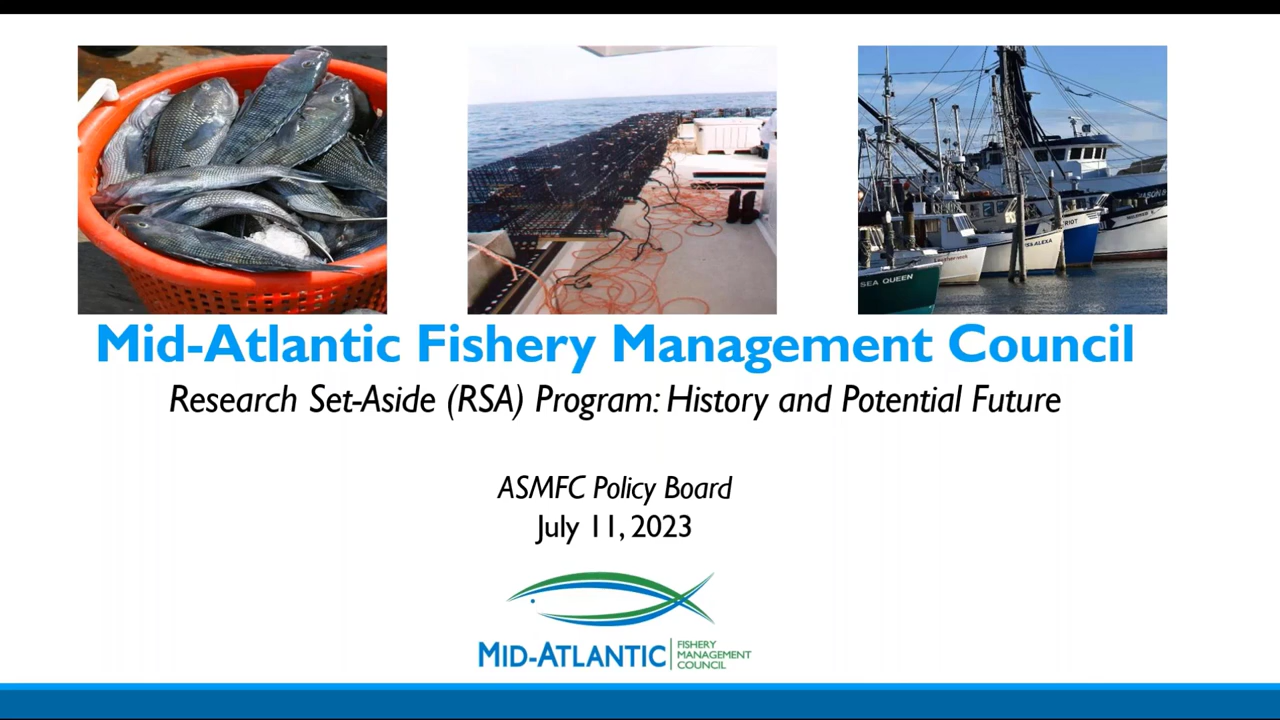 SEA QUEEN
Mid-Atlantic Fishery Management Council
Research Set-Aside (RSA) Program: History and Potential Future
ASMFC Policy Board
July 11, 2023
MID-ATLANTIC
FISHERY
MANAGEMENT
COUNCIL